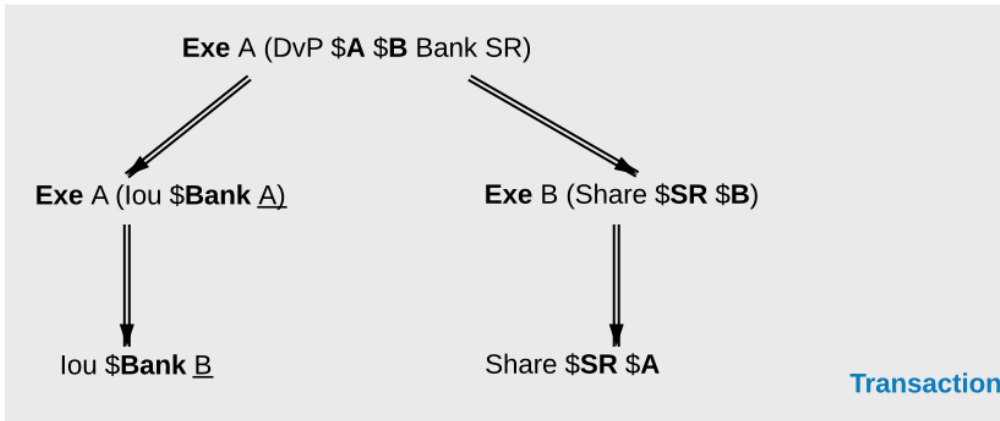 Exe A (DvP $A $B Bank SR)
Exe A (Iou $Bank A)
Exe B (Share $SR $B)
Iou $Bank B
Share $SR $A
Transaction